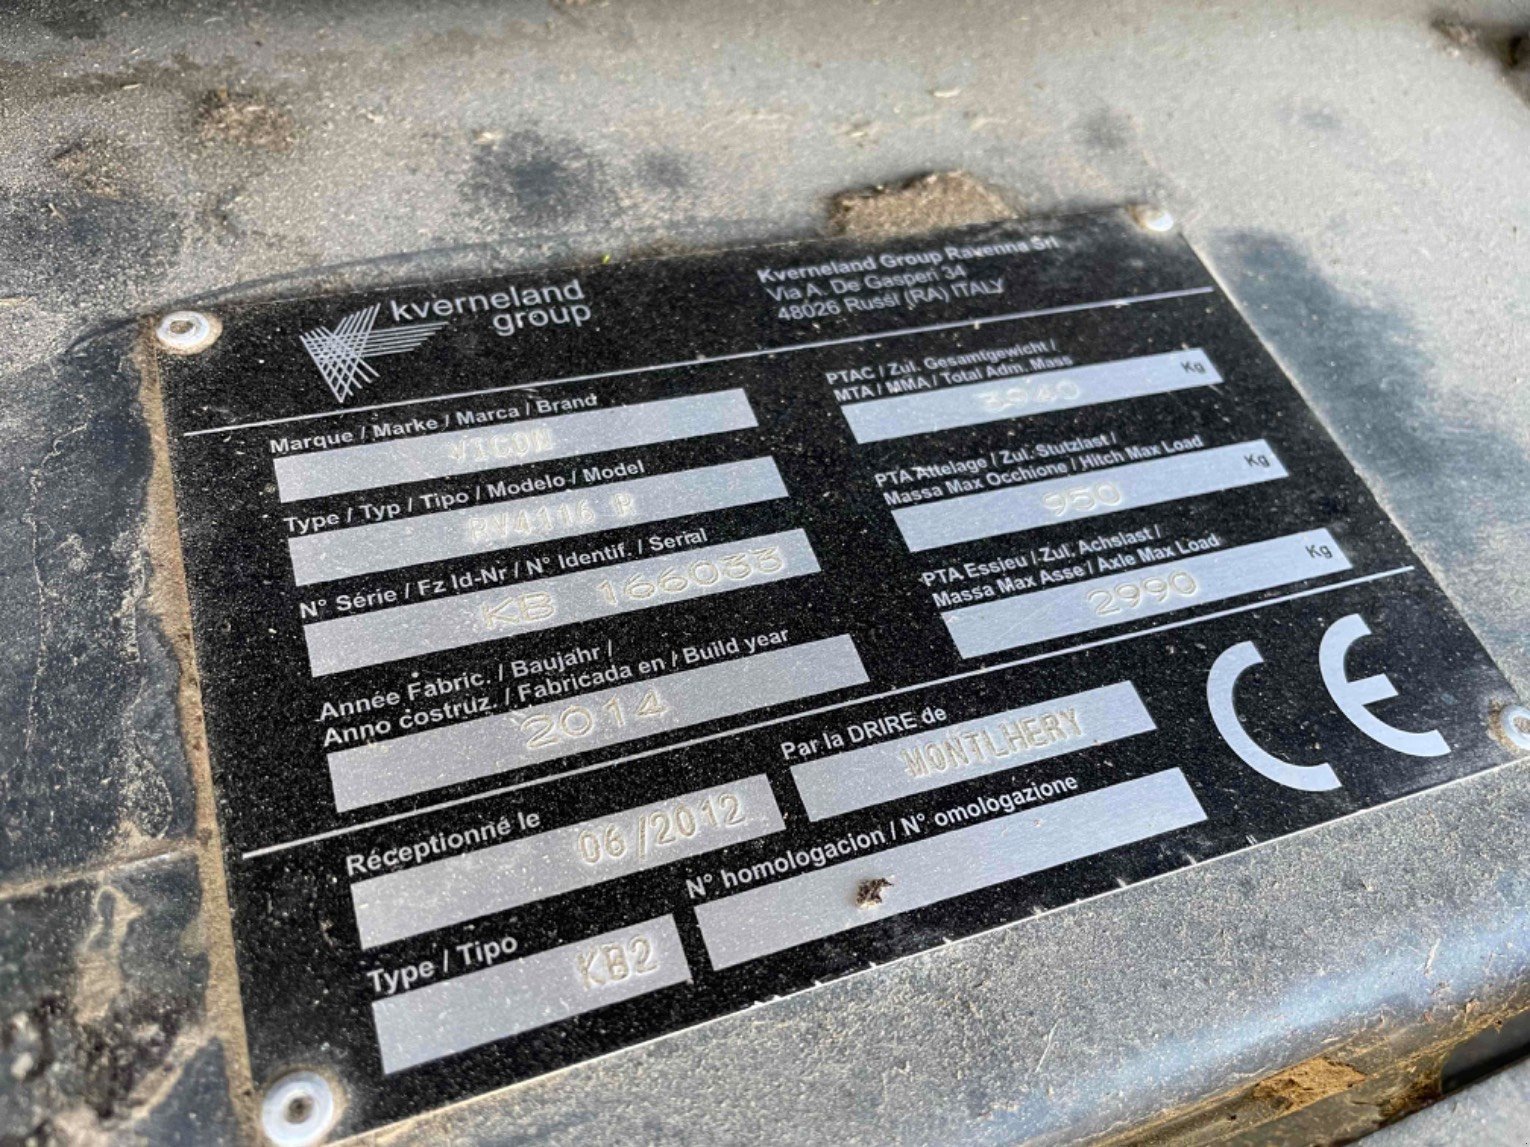 kverneland
group
Kverneland Group Ravenna Srl
Via A. De Gasperi 34
48026 Russi (RA) ITALY
Marque / Marke / Marca / Brand
VICON
Type / Typ / Tipo / Modelo / Model
RV4116 R
N° Série / Fz Id-Nr / N° Identif. / Serial
KB 166033
Année Fabric. / Baujahr /
Anno costruz. / Fabricada en / Build year
2014
PTAC / Zul. Gesamtgewicht /
MTA / MMA / Total Adm. Mass
3940 Kg
PTA Attelage / Zul. Stutzlast /
Massa Max Occhione / Hitch Max Load
950 Kg
PTA Essieu / Zul. Achslast /
Massa Max Asse / Axle Max Load
2990 Kg
Réceptionné le
06/2012
Par la DRIRE de
MONTLHERY
Type / Tipo
KB2
N° homologacion / N° omologazione
CE